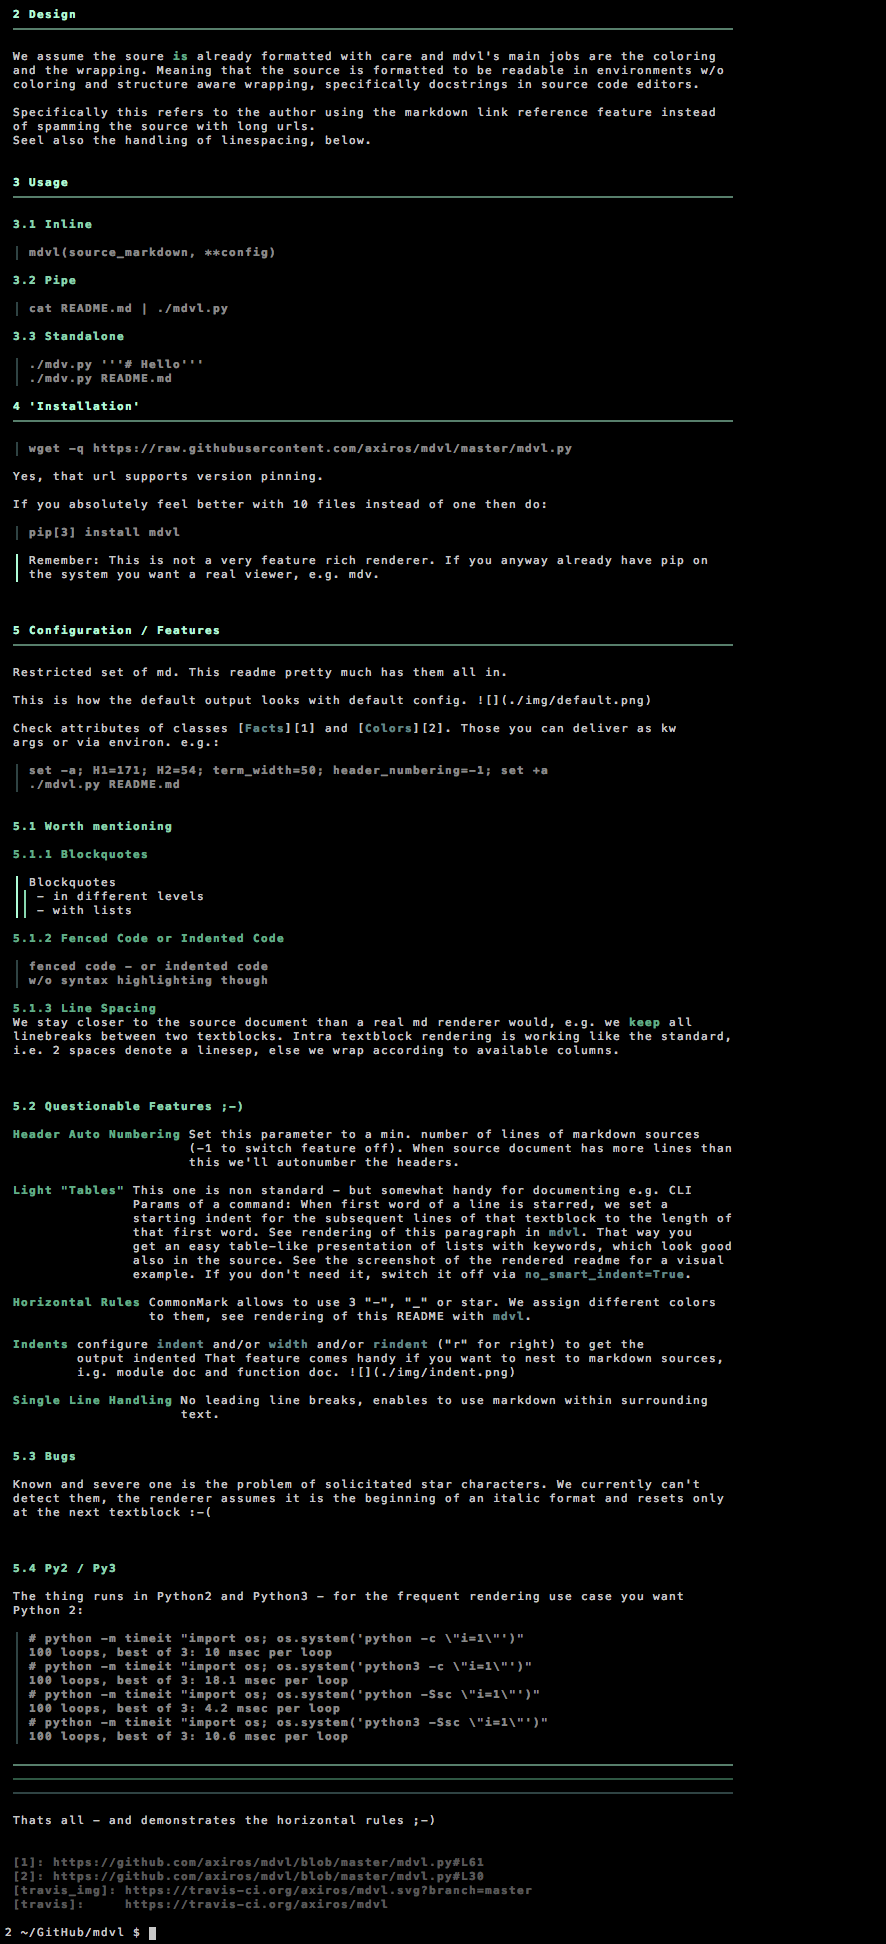 2 Design
We assume the soure is already formatted with care and mdvl's main jobs are the coloring
and the wrapping. Meaning that the source is formatted to be readable in environments w/o
coloring and structure aware wrapping, specifically docstrings in source code editors.
Specifically this refers to the author using the markdown link reference feature instead
of spamming the source with long urls.
Seel also the handling of linespacing, below.
3 Usage
3.1 Inline
mdvl(source_markdown, **config)
3.2 Pipe
cat README.md | ./mdvl.py
3.3 Standalone
./mdv.py '''# Hello'''
./mdv.py README.md
4 'Installation'
wget -q https://raw.githubusercontent.com/axiros/mdvl/master/mdvl.py
Yes, that url supports version pinning.
If you absolutely feel better with 10 files instead of one then do:
pip[3] install mdvl
Remember: This is not a very feature rich renderer. If you anyway already have pip on
the system you want a real viewer, e.g. mdv.
5 Configuration / Features
Restricted set of md. This readme pretty much has them all in.
This is how the default output looks with default config. ![](./img/default.png)
Check attributes of classes [Facts][1] and [Colors][2]. Those you can deliver as kw
args or via environ. e.g.:
set -a; H1=171; H2=54; term_width=50; header_numbering=-1; set +a
./mdvl.py README.md
5.1 Worth mentioning
5.1.1 Blockquotes
Blockquotes
- in different levels
- with lists
5.1.2 Fenced Code or Indented Code
fenced code - or indented code
w/o syntax highlighting though
5.1.3 Line Spacing
We stay closer to the source document than a real md renderer would, e.g. we keep all
linebreaks between two textblocks. Intra textblock rendering is working like the standard,
i.e. 2 spaces denote a linesep, else we wrap according to available columns.
5.2 Questionable Features ;-)
Header Auto Numbering Set this parameter to a min. number of lines of markdown sources
(-1 to switch feature off). When source document has more lines than
this we'll autonumber the headers.
Light "Tables" This one is non standard - but somewhat handy for documenting e.g. CLI
Params of a command: When first word of a line is starred, we set a
starting indent for the subsequent lines of that textblock to the length of
that first word. See rendering of this paragraph in mdvl. That way you
get an easy table-like presentation of lists with keywords, which look good
also in the source. See the screenshot of the rendered readme for a visual
example. If you don't need it, switch it off via no_smart_indent=True.
Horizontal Rules CommonMark allows to use 3 "-", "_" or star. We assign different colors
to them, see rendering of this README with mdvl.
Indents configure indent and/or width and/or rindent ("r" for right) to get the
output indented That feature comes handy if you want to nest to markdown sources,
i.g. module doc and function doc. ![](./img/indent.png)
Single Line Handling No leading line breaks, enables to use markdown within surrounding
text.
5.3 Bugs
Known and severe one is the problem of solicitated star characters. We currently can't
detect them, the renderer assumes it is the beginning of an italic format and resets only
at the next textblock :-(
5.4 Py2 / Py3
The thing runs in Python2 and Python3 - for the frequent rendering use case you want
Python 2:
# python -m timeit "import os; os.system('python -c \"i=1\"')"
100 loops, best of 3: 10 msec per loop
# python -m timeit "import os; os.system('python3 -c \"i=1\"')"
100 loops, best of 3: 18.1 msec per loop
# python -m timeit "import os; os.system('python -Ssc \"i=1\"')"
100 loops, best of 3: 4.2 msec per loop
# python -m timeit "import os; os.system('python3 -Ssc \"i=1\"')"
100 loops, best of 3: 10.6 msec per loop
Thats all - and demonstrates the horizontal rules ;-)
[1]: https://github.com/axiros/mdvl/blob/master/mdvl.py#L61
[2]: https://github.com/axiros/mdvl/blob/master/mdvl.py#L30
[travis_img]: https://travis-ci.org/axiros/mdvl.svg?branch=master
[travis]: https://travis-ci.org/axiros/mdvl
2 ~/GitHub/mdvl $